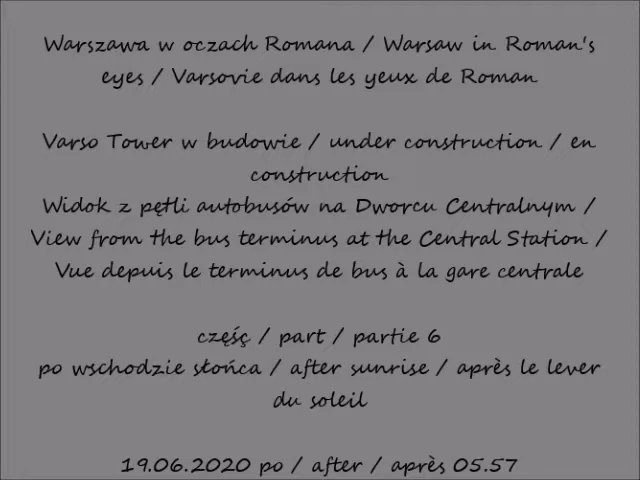 Warszawa w oczach Romana / Warsaw in Roman's
eyes / Varsovie dans les yeux de Roman
Varso Tower w budowie / under construction / en
construction
Widok z pętli autobusów na Dworcu Centralnym /
View from the bus terminus at the Central Station /
Vue depuis le terminus de bus à la gare centrale
częśç / part / partie 6
po wschodzie słońca / after sunrise / après le lever
du soleil
19.06.2020 po / after / après 05.57